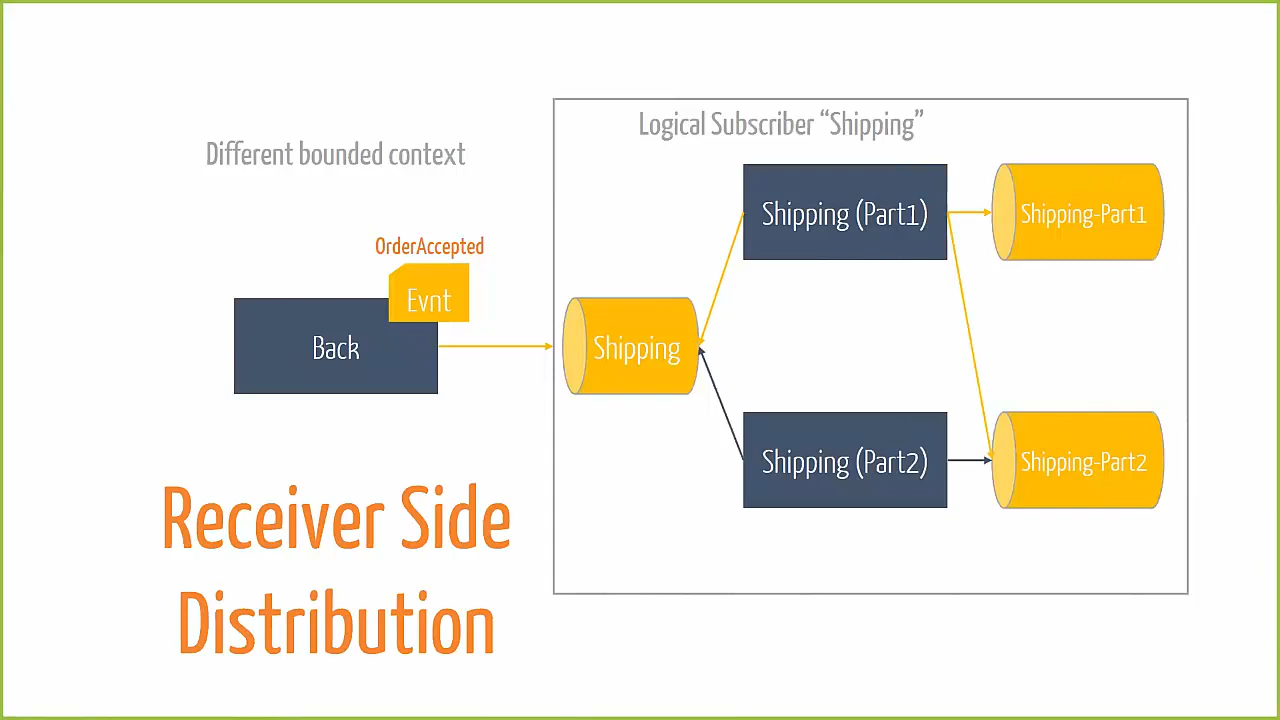 Logical Subscriber “Shipping”
Different bounded context
Shipping (Part1)
Shipping-Part1
OrderAccepted
Evnt
Back
Shipping
Shipping (Part2)
Shipping-Part2
Receiver Side
Distribution